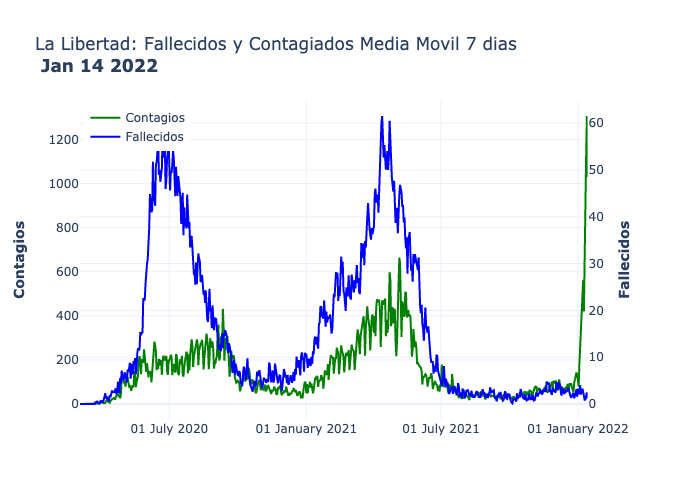 La Libertad: Fallecidos y Contagiados Media Movil 7 dias
Jan 14 2022
Contagios
Fallecidos
1200
1000
800
600
400
200
0
Contagios
60
50
40
30
20
10
0
Fallecidos
01 July 2020
01 January 2021
01 July 2021
01 January 2022